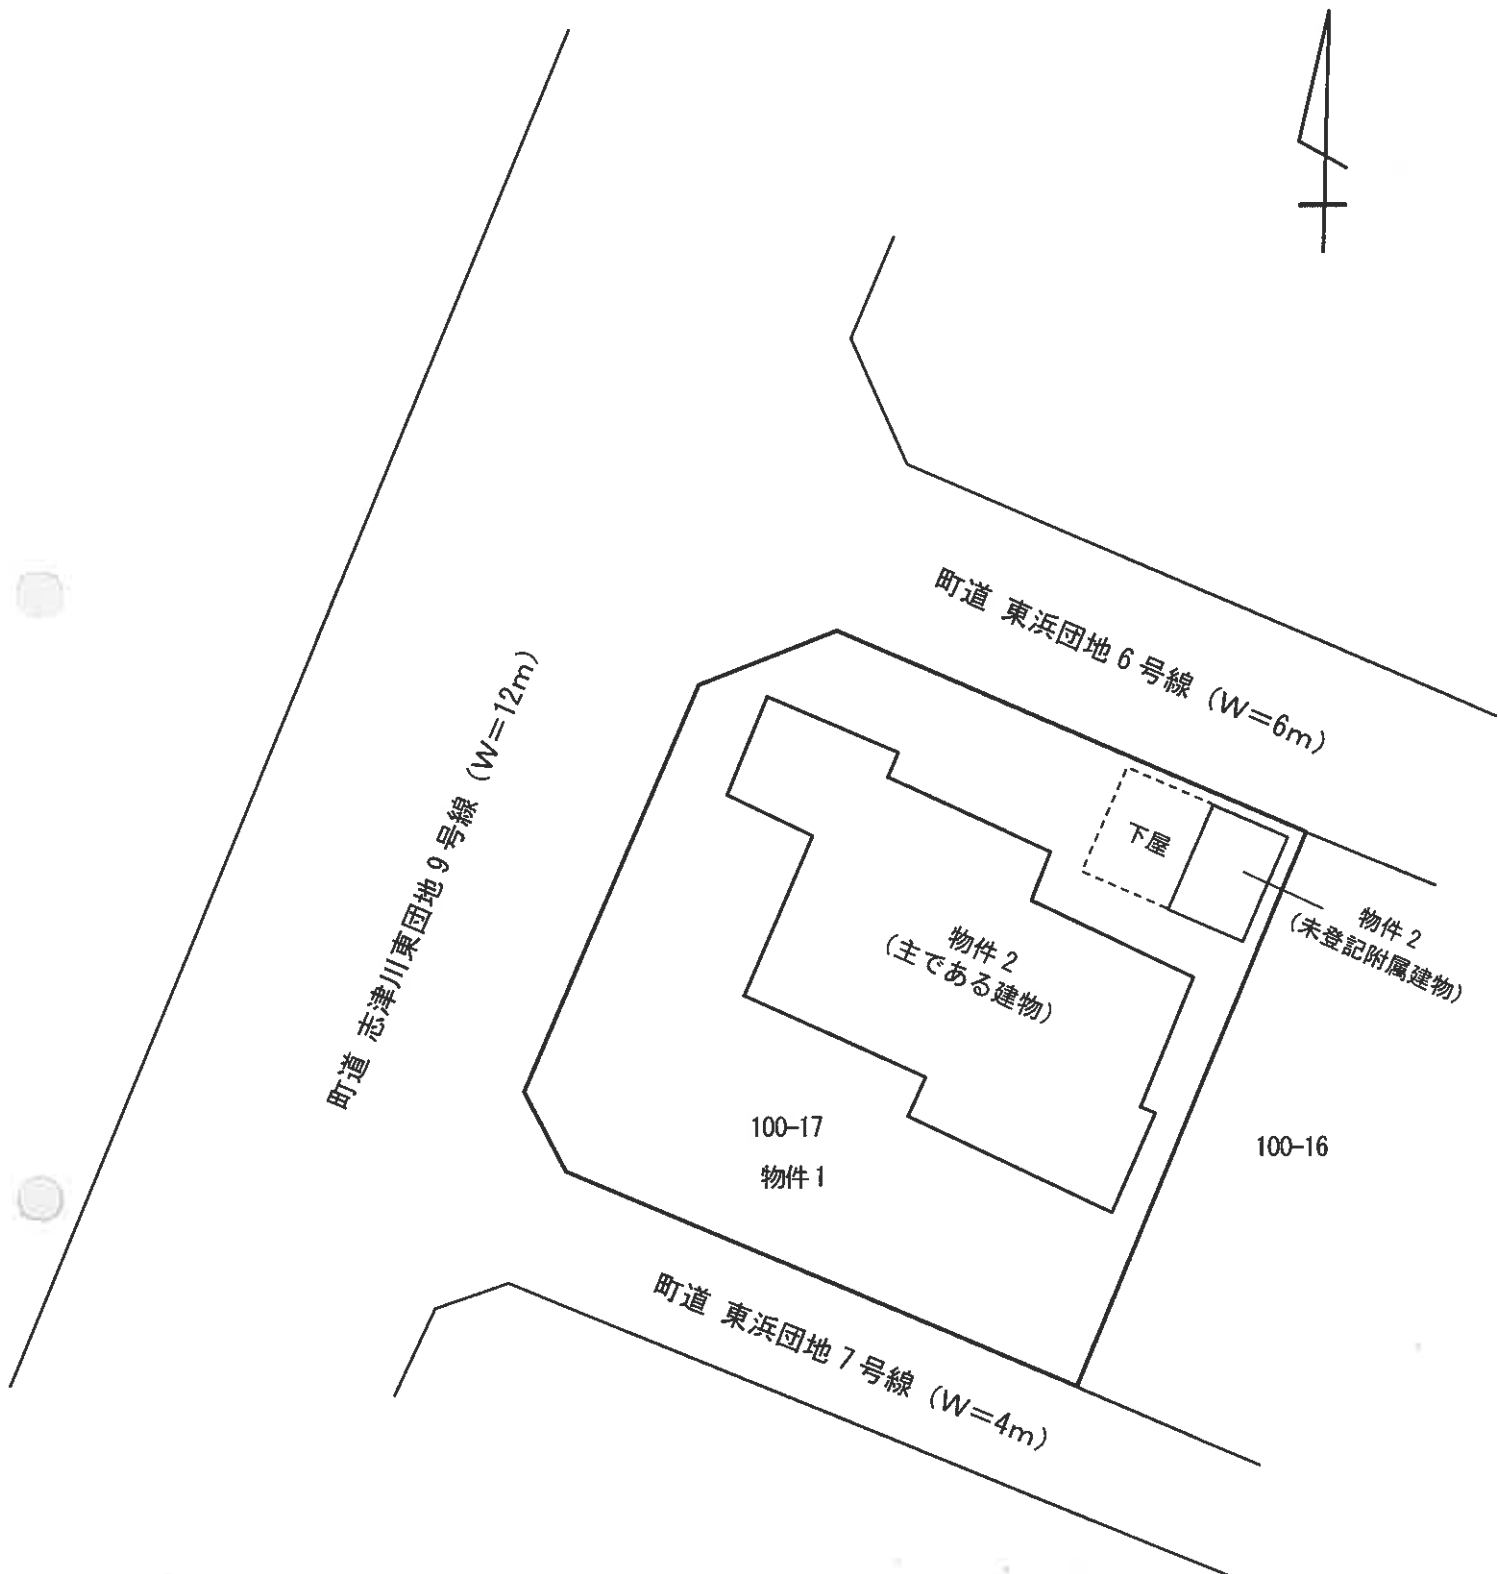 町道 東浜団地6号線（W＝6m）
町道 志津川東団地9号線（W＝12m）
下屋
物件2
（未登記附属建物）
物件2
（主である建物）
100-17
物件1
100-16
町道 東浜団地7号線（W＝4m）